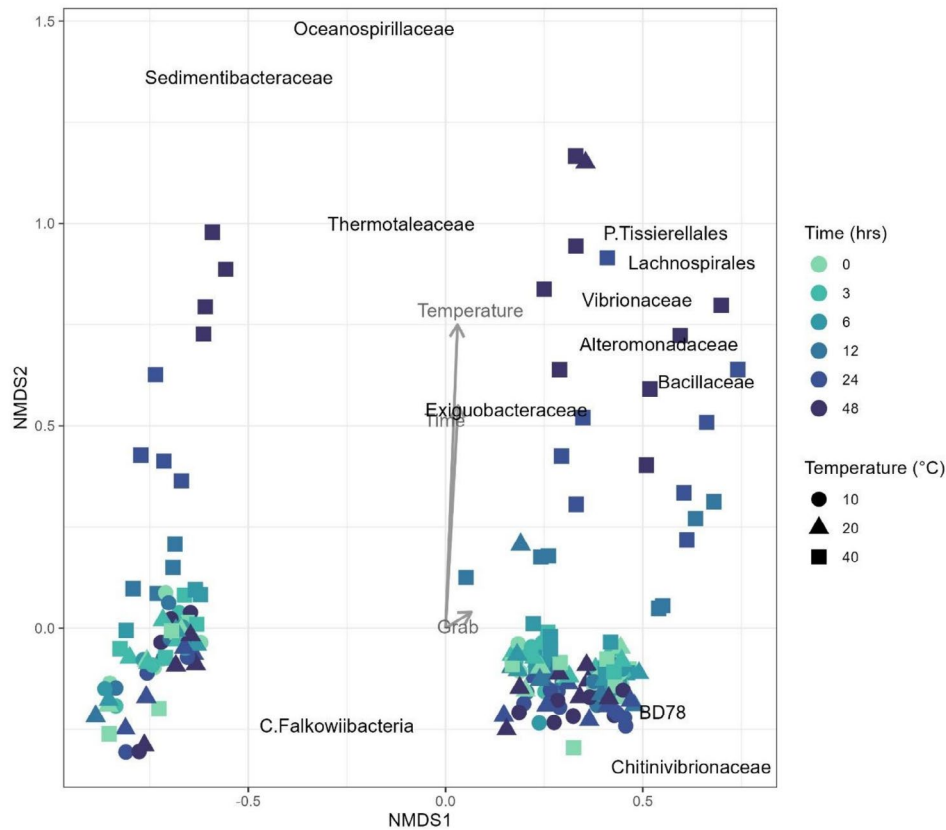 1.5
Oceanospirillaceae
Sedimentibacteraceae
1.0
Thermotaleaceae
P.Tissierellales
Lachnospirales
Temperature
Vibrionaceae
Alteromonadaceae
Bacillaceae
0.5
Exiguobacteraceae
Time
0.0
Grab
BD78
C.Falkowiibacteria
Chitinivibrionaceae
NMDS2
-0.5
0.0
0.5
NMDS1
Time (hrs)
0
3
6
12
24
48
Temperature (°C)
10
20
40